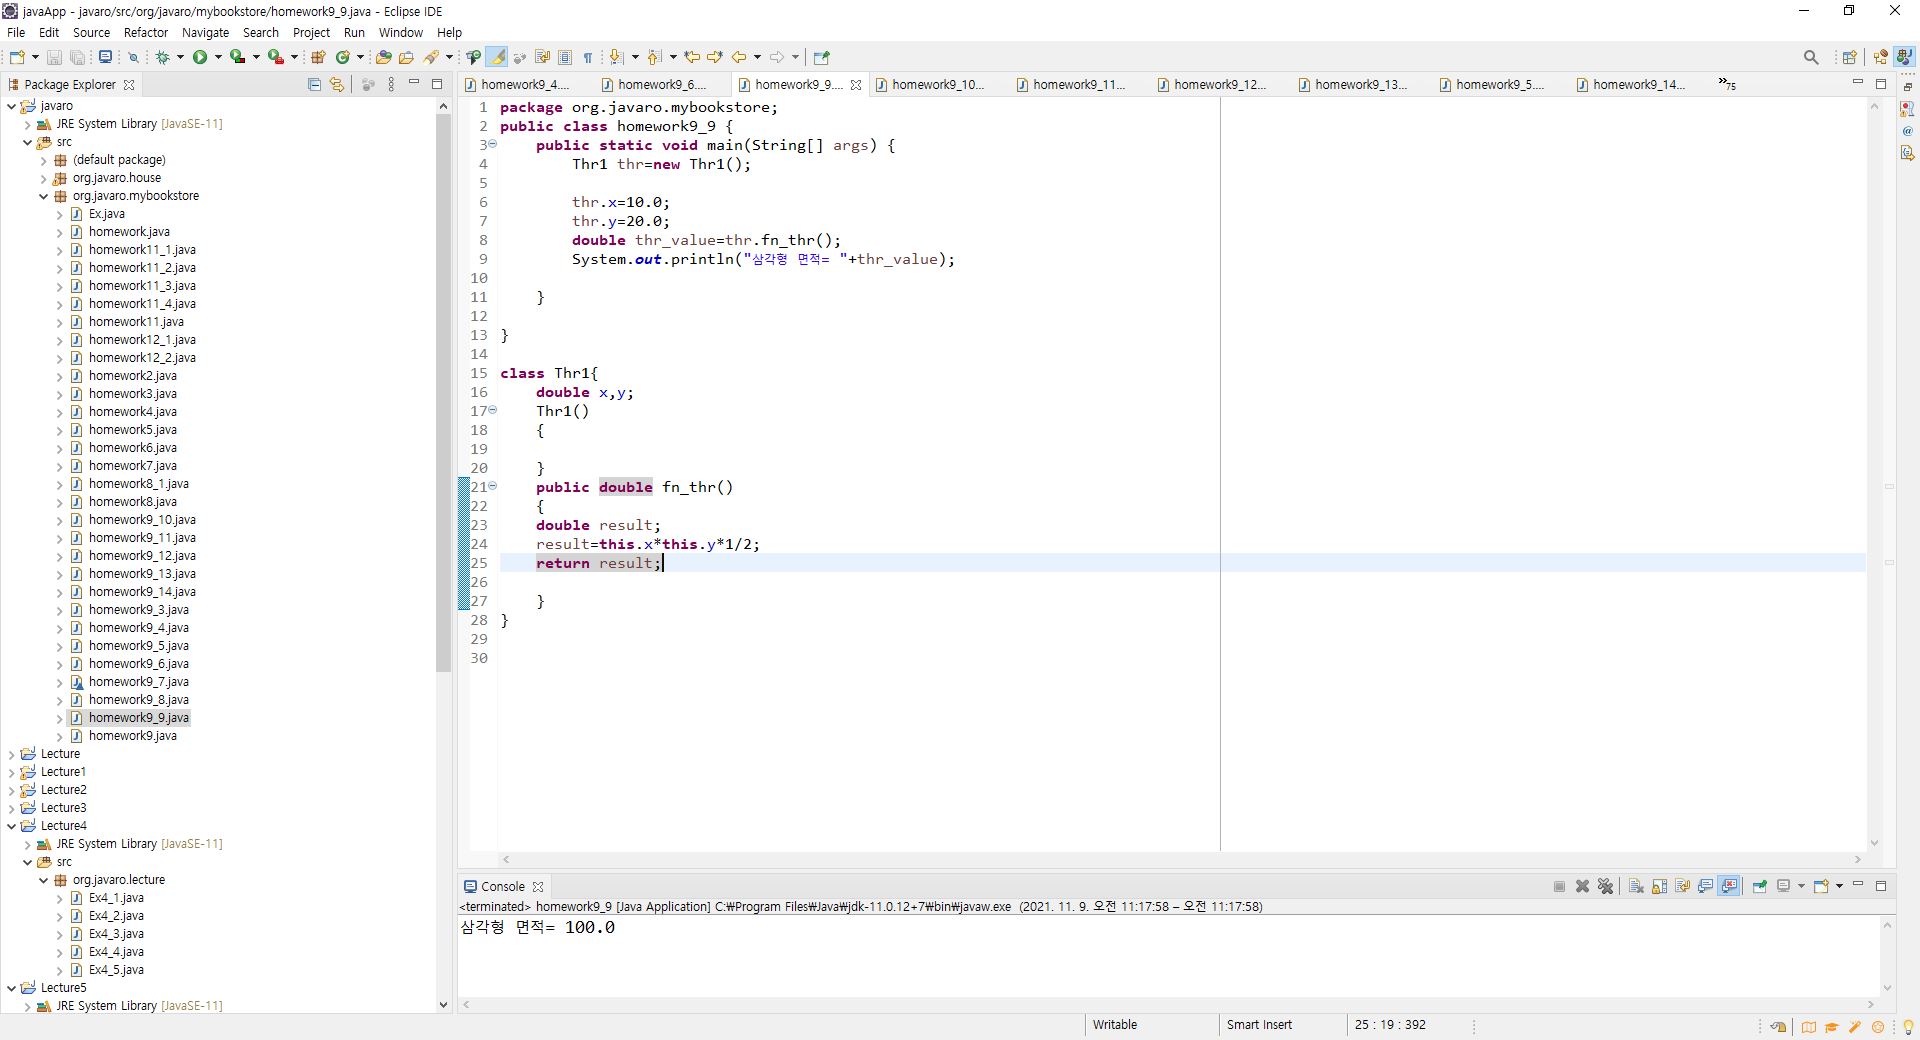 javaApp - javaro/src/org/javaro/mybookstore/homework9_9.java - Eclipse IDE
File Edit Source Refactor Navigate Search Project Run Window Help
Package Explorer
javaro
JRE System Library [JavaSE-11]
src
(default package)
org.javaro.house
org.javaro.mybookstore
Ex.java
homework.java
homework11_1.java
homework11_2.java
homework11_3.java
homework11_4.java
homework11.java
homework12_1.java
homework12_2.java
homework2.java
homework3.java
homework4.java
homework5.java
homework6.java
homework7.java
homework8_1.java
homework8.java
homework9_10.java
homework9_11.java
homework9_12.java
homework9_13.java
homework9_14.java
homework9_3.java
homework9_4.java
homework9_5.java
homework9_6.java
homework9_7.java
homework9_8.java
homework9_9.java
homework9.java
Lecture
Lecture1
Lecture2
Lecture3
Lecture4
JRE System Library [JavaSE-11]
src
org.javaro.lecture
Ex4_1.java
Ex4_2.java
Ex4_3.java
Ex4_4.java
Ex4_5.java
Lecture5
JRE System Library [JavaSE-11]
homework9_4.... homework9_6.... homework9_9.... homework9_10... homework9_11... homework9_12... homework9_13... homework9_5.... homework9_14... »75
1 package org.javaro.mybookstore;
2 public class homework9_9 {
3 public static void main(String[] args) {
4 Thr1 thr=new Thr1();
5
6 thr.x=10.0;
7 thr.y=20.0;
8 double thr_value=thr.fn_thr();
9 System.out.println("삼각형 면적= "+thr_value);
10
11 }
12
13 }
14
15 class Thr1{
16 double x,y;
17 Thr1()
18 {
19
20 }
21 public double fn_thr()
22 {
23 double result;
24 result=this.x*this.y*1/2;
25 return result;
26
27 }
28 }
29
30
Console
<terminated> homework9_9 [Java Application] C:₩Program Files₩Java₩jdk-11.0.12+7₩bin₩javaw.exe (2021. 11. 9. 오전 11:17:58 – 오전 11:17:58)
삼각형 면적= 100.0
Writable Smart Insert 25 : 19 : 392